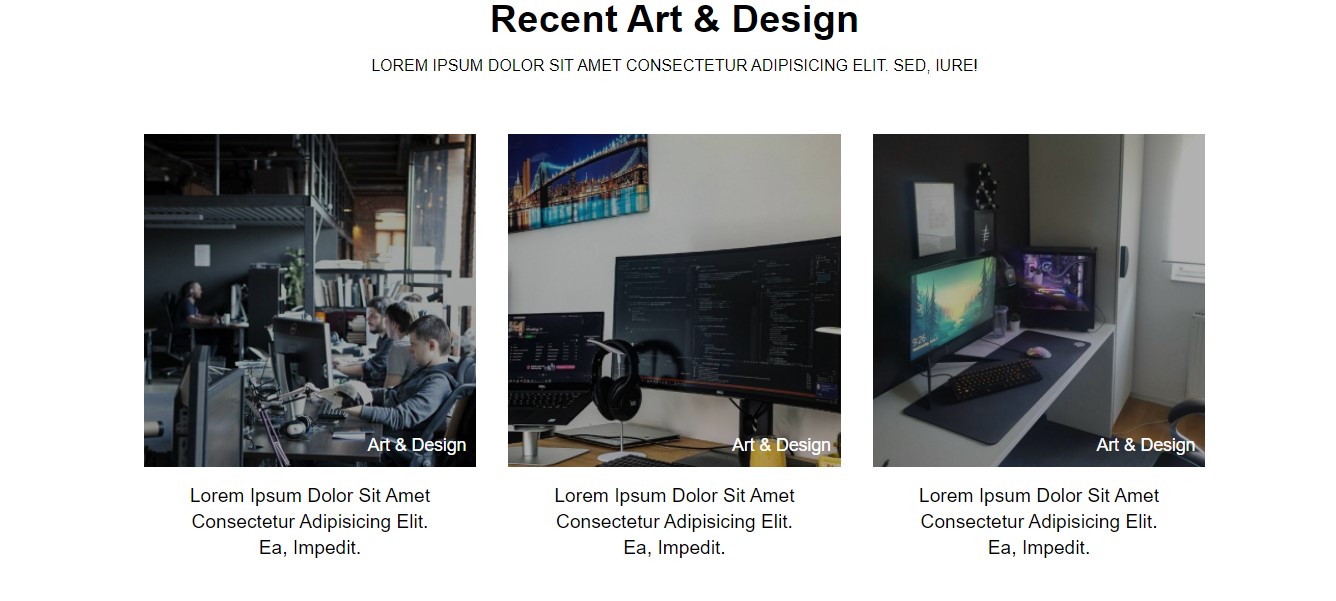 Recent Art & Design
LOREM IPSUM DOLOR SIT AMET CONSECTETUR ADIPISICING ELIT. SED, IURE!
Art & Design
Art & Design
Art & Design
Lorem Ipsum Dolor Sit Amet
Consectetur Adipisicing Elit.
Ea, Impedit.
Lorem Ipsum Dolor Sit Amet
Consectetur Adipisicing Elit.
Ea, Impedit.
Lorem Ipsum Dolor Sit Amet
Consectetur Adipisicing Elit.
Ea, Impedit.